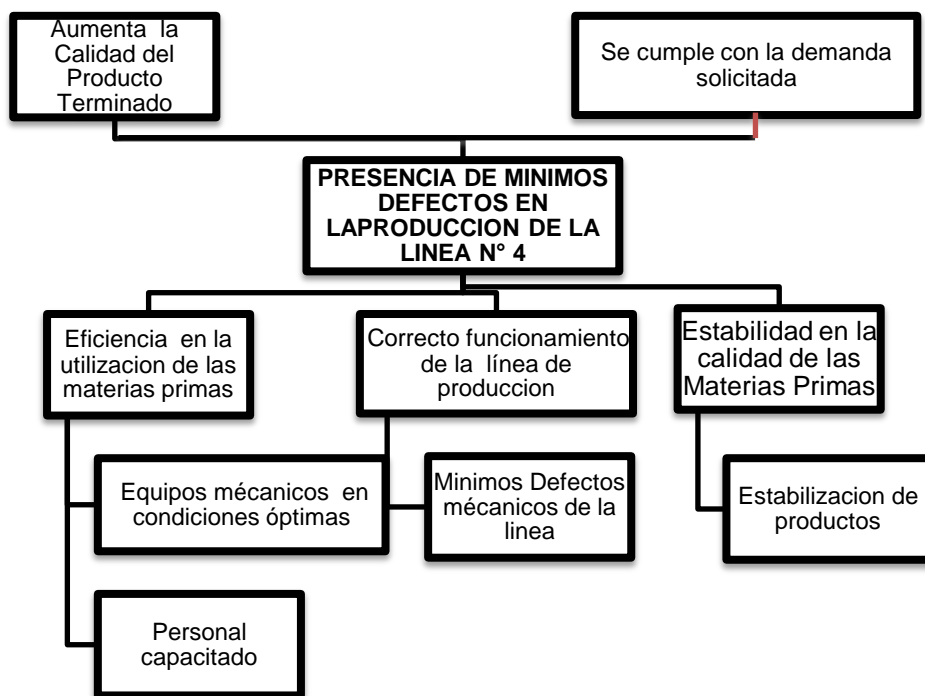 Aumenta la
Calidad del
Producto
Terminado
Se cumple con la demanda
solicitada
PRESENCIA DE MINIMOS
DEFECTOS EN
LAPRODUCCION DE LA
LINEA N° 4
Eficiencia en la
utilizacion de las
materias primas
Correcto funcionamiento
de la línea de
produccion
Estabilidad en la
calidad de las
Materias Primas
Equipos mécanicos en
condiciones óptimas
Minimos Defectos
mécanicos de la
linea
Estabilizacion de
productos
Personal
capacitado